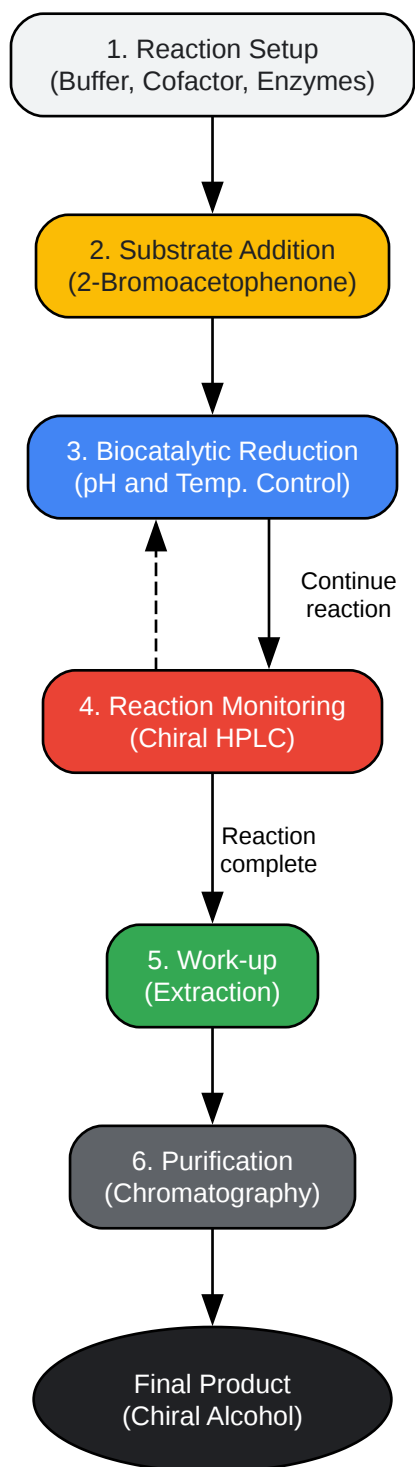 1. Reaction Setup
(Buffer, Cofactor, Enzymes)
2. Substrate Addition
(2-Bromoacetophenone)
3. Biocatalytic Reduction
(pH and Temp. Control)
Continue
reaction
4. Reaction Monitoring
(Chiral HPLC)
Reaction
complete
5. Work-up
(Extraction)
6. Purification
(Chromatography)
Final Product
(Chiral Alcohol)